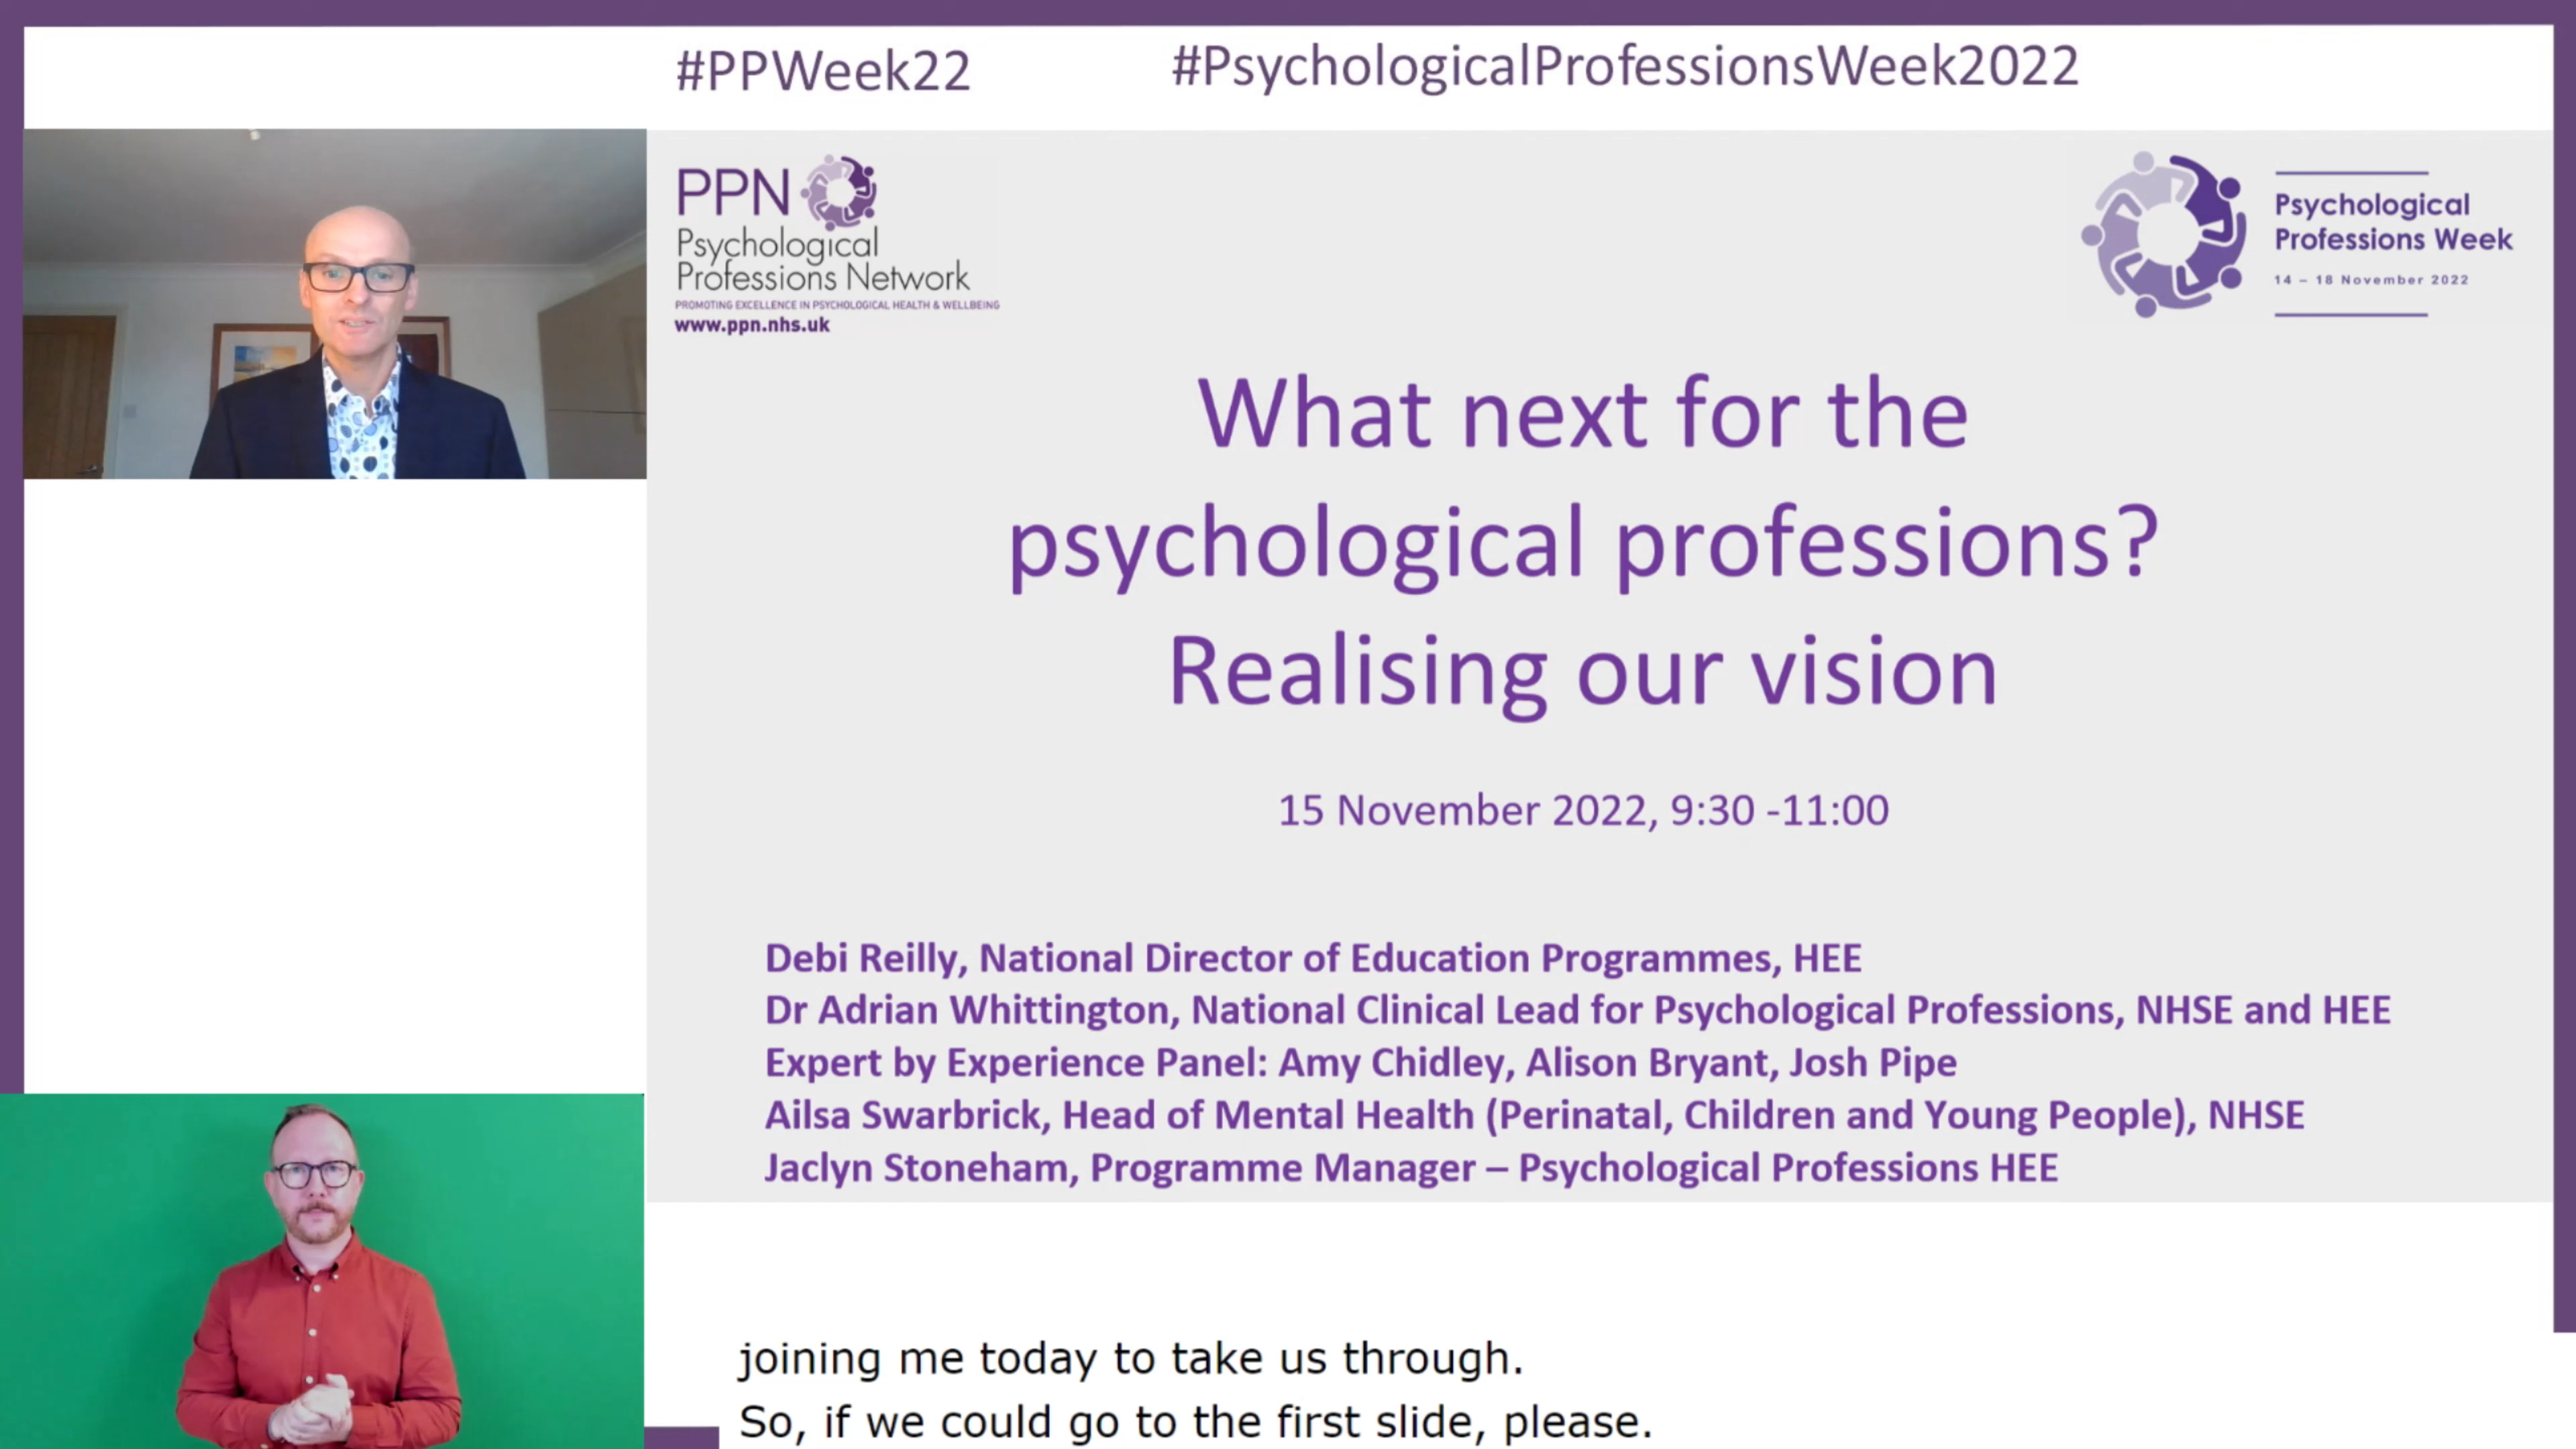 #PPWeek22
#PsychologicalProfessionsWeek2022
PPN
Psychological
Professions Network
PROMOTING EXCELLENCE IN PSYCHOLOGICAL HEALTH & WELLBEING
www.ppn.nhs.uk
Psychological
Professions Week
14 – 18 November 2022
What next for the
psychological professions?
Realising our vision
15 November 2022, 9:30 -11:00
Debi Reilly, National Director of Education Programmes, HEE
Dr Adrian Whittington, National Clinical Lead for Psychological Professions, NHSE and HEE
Expert by Experience Panel: Amy Chidley, Alison Bryant, Josh Pipe
Ailsa Swarbrick, Head of Mental Health (Perinatal, Children and Young People), NHSE
Jaclyn Stoneham, Programme Manager – Psychological Professions HEE
joining me today to take us through.
So, if we could go to the first slide, please.